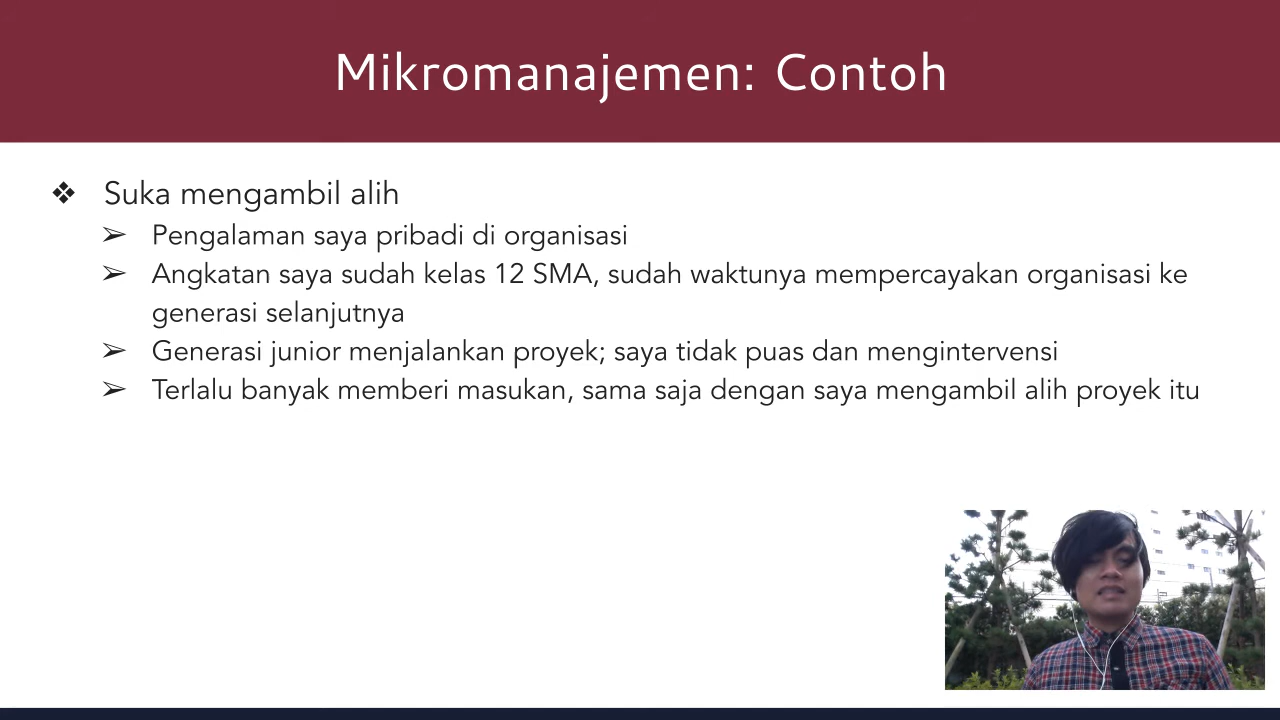 Mikromanajemen: Contoh
❖ Suka mengambil alih
➢ Pengalaman saya pribadi di organisasi
➢ Angkatan saya sudah kelas 12 SMA, sudah waktunya mempercayakan organisasi ke
generasi selanjutnya
➢ Generasi junior menjalankan proyek; saya tidak puas dan mengintervensi
➢ Terlalu banyak memberi masukan, sama saja dengan saya mengambil alih proyek itu